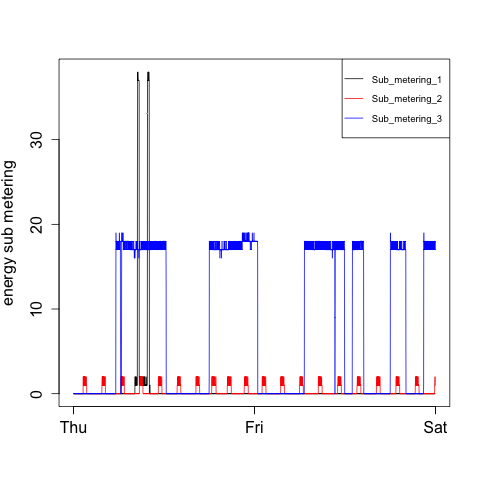 Sub_metering_1
Sub_metering_2
Sub_metering_3
energy sub metering
30
20
10
0
Thu Fri Sat